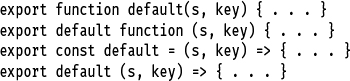 export function default(s, key) { . . . }
export default function (s, key) { . . . }
export const default = (s, key) => { . . . }
export default (s, key) => { . . . }